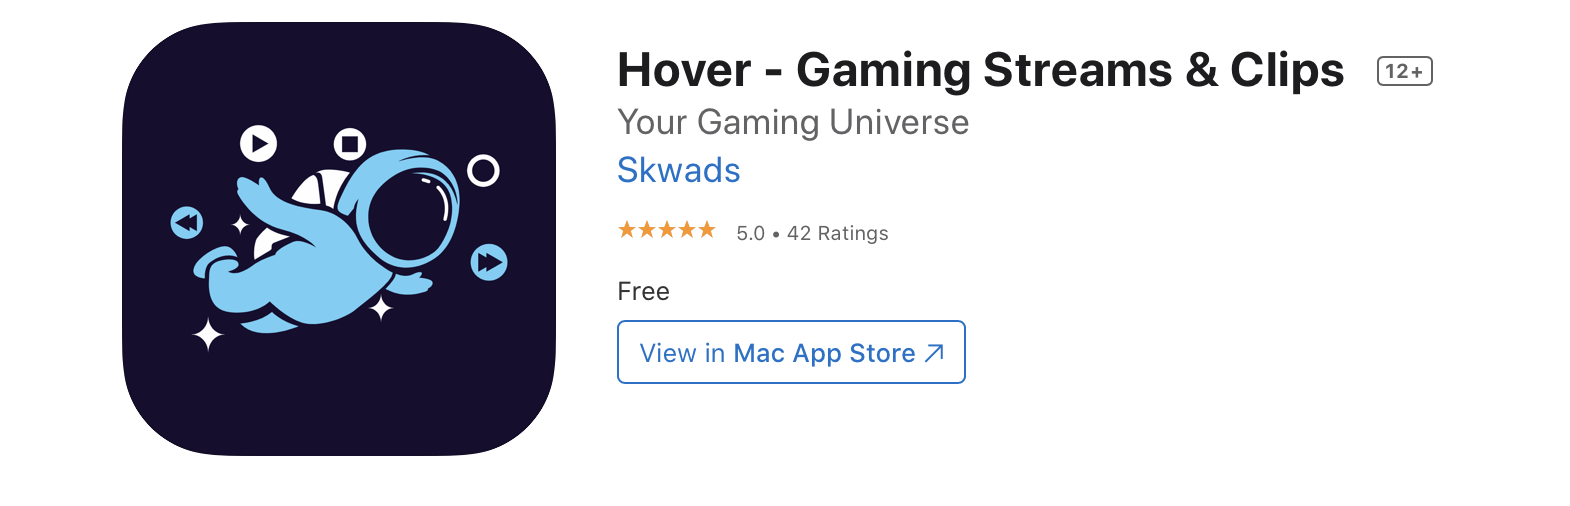 Hover - Gaming Streams & Clips 12+
Your Gaming Universe
Skwads
5.0 • 42 Ratings
Free
View in Mac App Store